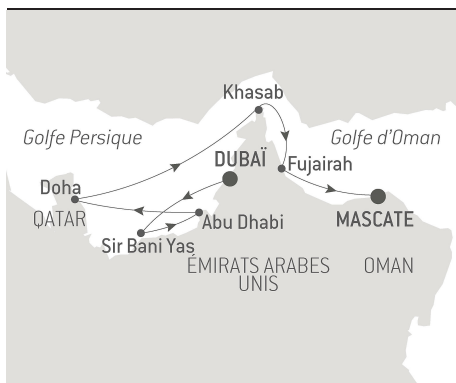 Khasab
Golfe Persique
Golfe d'Oman
DUBAÏ
Fujairah
Doha
QATAR
Abu Dhabi
MASCATE
Sir Bani Yas
ÉMIRATS ARABES
UNIS
OMAN